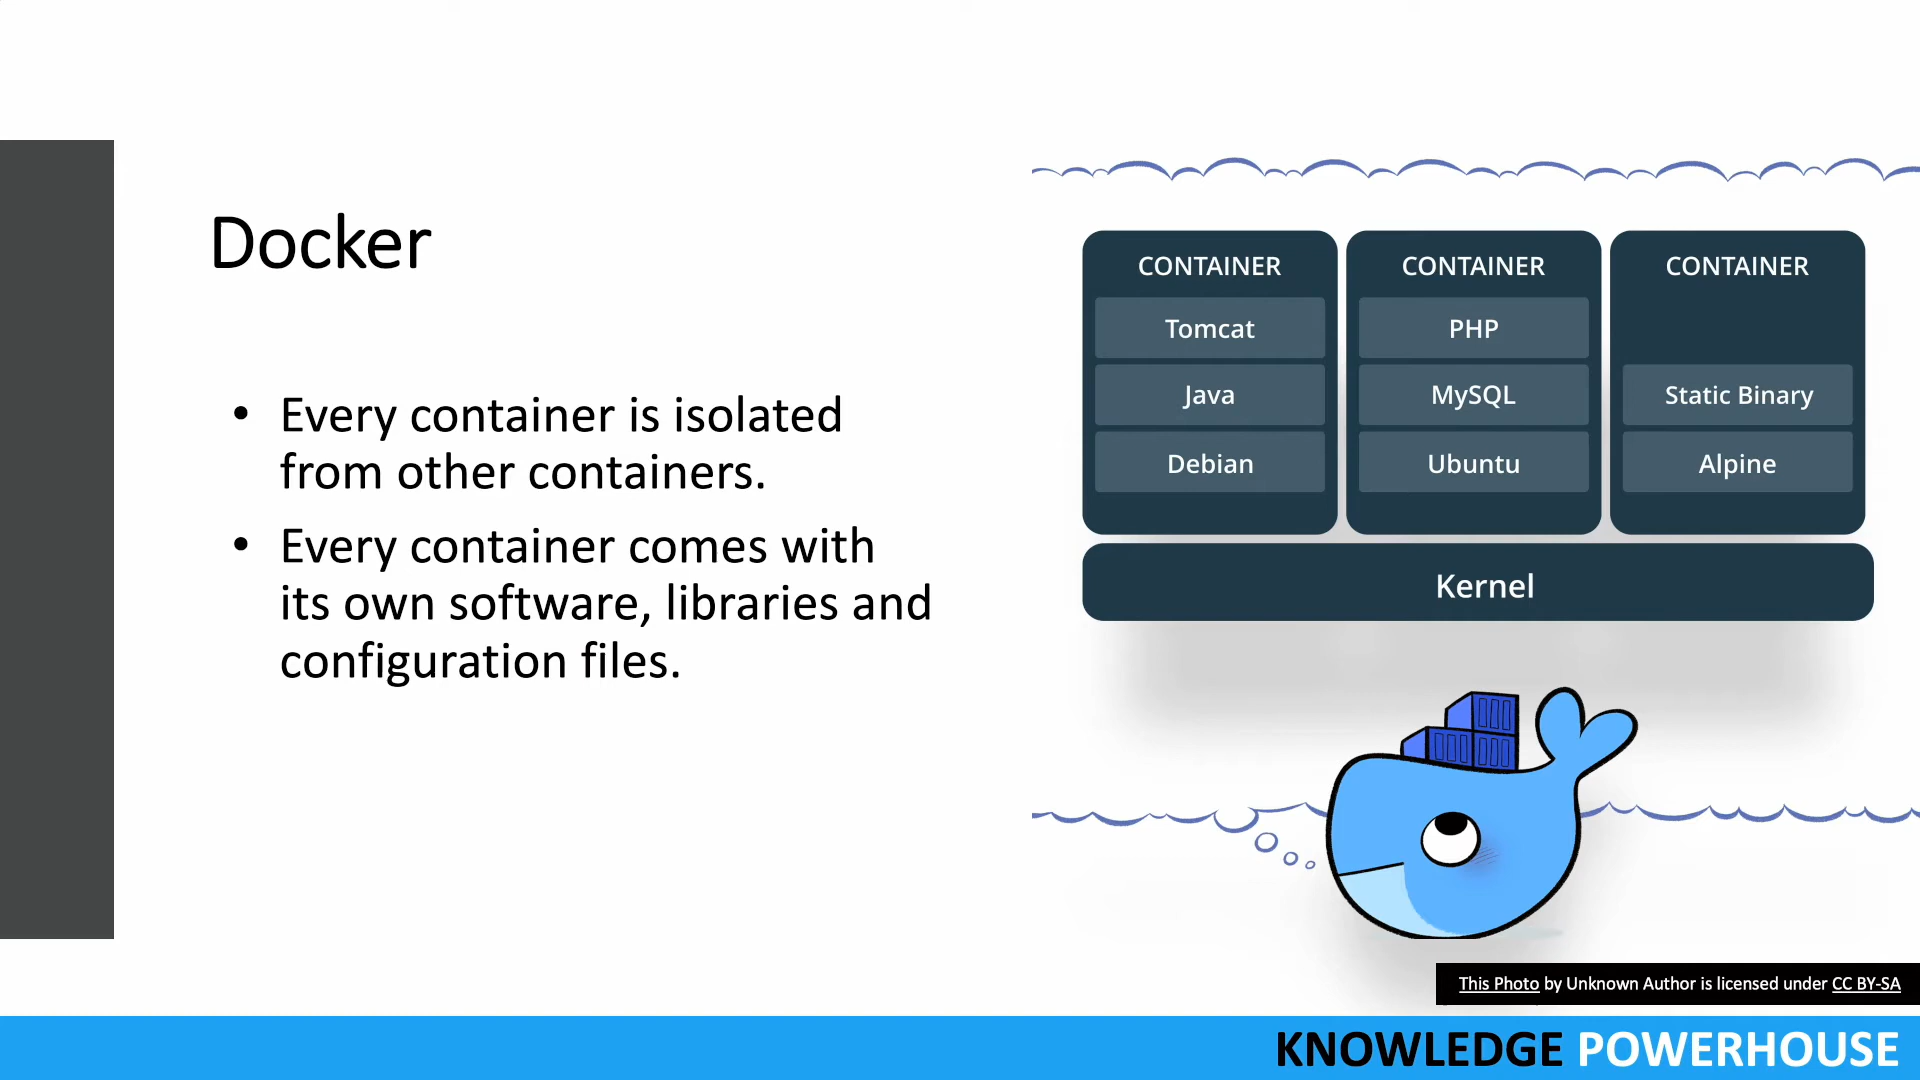 Docker
• Every container is isolated
from other containers.
• Every container comes with
its own software, libraries and
configuration files.
CONTAINER
Tomcat
Java
Debian
CONTAINER
PHP
MySQL
Ubuntu
CONTAINER
Static Binary
Alpine
Kernel
This Photo by Unknown Author is licensed under CC BY-SA
KNOWLEDGE POWERHOUSE